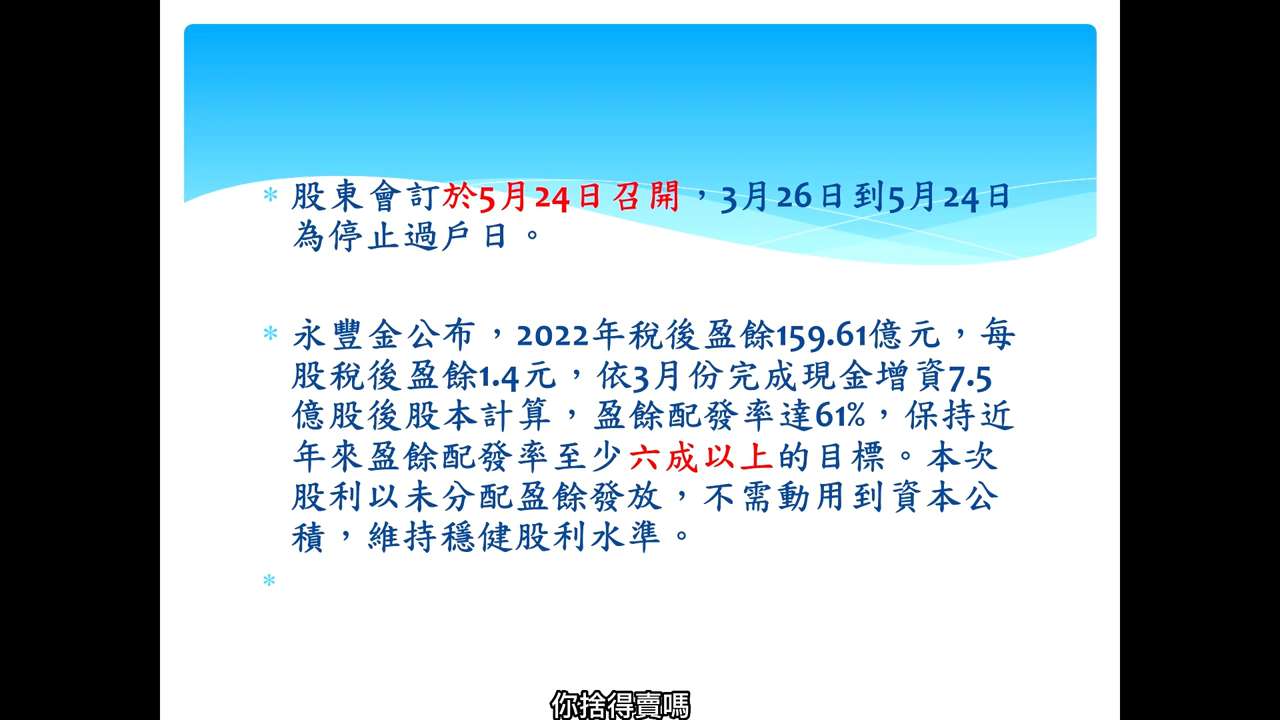 * 股東會訂於5月24日召開，3月26日到5月24日
為停止過戶日。
* 永豐金公布，2022年稅後盈餘159.61億元，每
股稅後盈餘1.4元，依3月份完成現金增資7.5
億股後股本計算，盈餘配發率達61%，保持近
年來盈餘配發率至少六成以上的目標。本次
股利以未分配盈餘發放，不需動用到資本公
積，維持穩健股利水準。
*
你捨得賣嗎